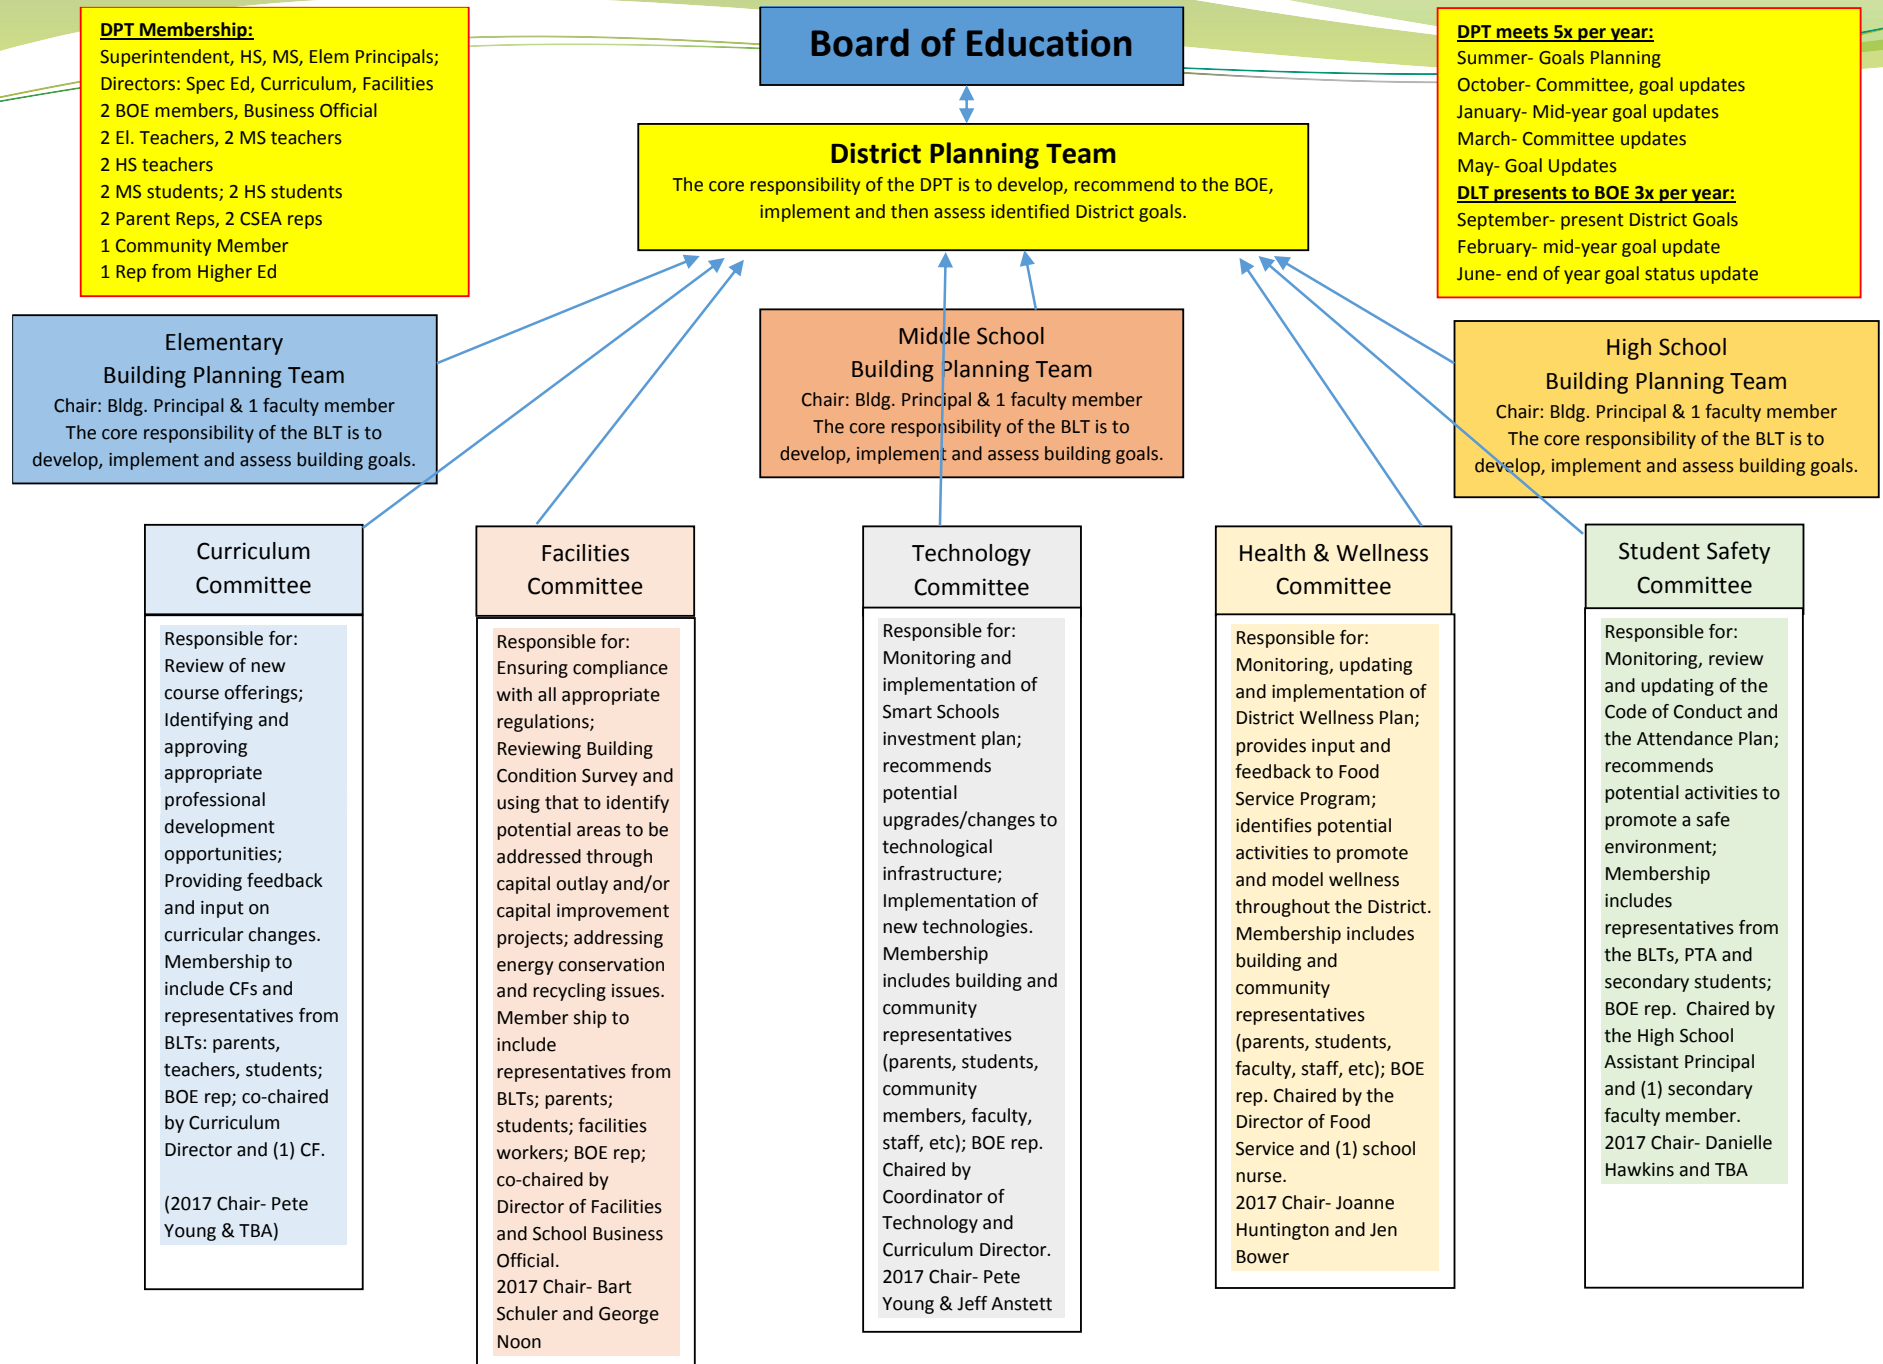 DPT Membership:
Superintendent, HS, MS, Elem Principals;
Directors: Spec Ed, Curriculum, Facilities
2 BOE members, Business Official
2 El. Teachers, 2 MS teachers
2 HS teachers
2 MS students; 2 HS students
2 Parent Reps, 2 CSEA reps
1 Community Member
1 Rep from Higher Ed
Board of Education
DPT meets 5x per year:
Summer- Goals Planning
October- Committee, goal updates
January- Mid-year goal updates
March- Committee updates
May- Goal Updates
DLT presents to BOE 3x per year:
September- present District Goals
February- mid-year goal update
June- end of year goal status update
District Planning Team
The core responsibility of the DPT is to develop, recommend to the BOE,
implement and then assess identified District goals.
Elementary
Building Planning Team
Chair: Bldg. Principal & 1 faculty member
The core responsibility of the BLT is to
develop, implement and assess building goals.
Middle School
Building Planning Team
Chair: Bldg. Principal & 1 faculty member
The core responsibility of the BLT is to
develop, implement and assess building goals.
High School
Building Planning Team
Chair: Bldg. Principal & 1 faculty member
The core responsibility of the BLT is to
develop, implement and assess building goals.
Curriculum
Committee
Responsible for:
Review of new
course offerings;
Identifying and
approving
appropriate
professional
development
opportunities;
Providing feedback
and input on
curricular changes.
Membership to
include CFs and
representatives from
BLTs: parents,
teachers, students;
BOE rep; co-chaired
by Curriculum
Director and (1) CF.
(2017 Chair- Pete
Young & TBA)
Facilities
Committee
Responsible for:
Ensuring compliance
with all appropriate
regulations;
Reviewing Building
Condition Survey and
using that to identify
potential areas to be
addressed through
capital outlay and/or
capital improvement
projects; addressing
energy conservation
and recycling issues.
Member ship to
include
representatives from
BLTs; parents;
students; facilities
workers; BOE rep;
co-chaired by
Director of Facilities
and School Business
Official.
2017 Chair- Bart
Schuler and George
Noon
Technology
Committee
Responsible for:
Monitoring and
implementation of
Smart Schools
investment plan;
recommends
potential
upgrades/changes to
technological
infrastructure;
Implementation of
new technologies.
Membership
includes building and
community
representatives
(parents, students,
community
members, faculty,
staff, etc); BOE rep.
Chaired by
Coordinator of
Technology and
Curriculum Director.
2017 Chair- Pete
Young & Jeff Anstett
Health & Wellness
Committee
Responsible for:
Monitoring, updating
and implementation of
District Wellness Plan;
provides input and
feedback to Food
Service Program;
identifies potential
activities to promote
and model wellness
throughout the District.
Membership includes
building and
community
representatives
(parents, students,
faculty, staff, etc); BOE
rep. Chaired by the
Director of Food
Service and (1) school
nurse.
2017 Chair- Joanne
Huntington and Jen
Bower
Student Safety
Committee
Responsible for:
Monitoring, review
and updating of the
Code of Conduct and
the Attendance Plan;
recommends
potential activities to
promote a safe
environment;
Membership
includes
representatives from
the BLTs, PTA and
secondary students;
BOE rep.  Chaired by
the High School
Assistant Principal
and (1) secondary
faculty member.
2017 Chair- Danielle
Hawkins and TBA